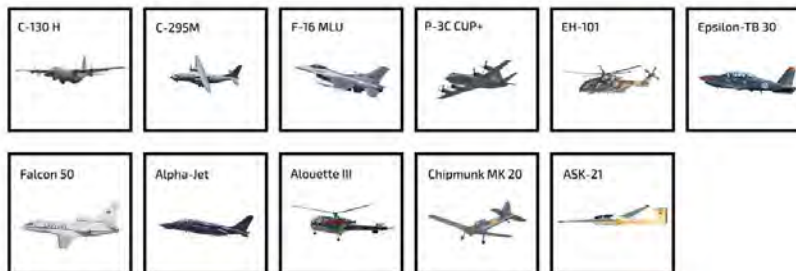 C-130 H
C-295M
F-16 MLU
P-3C CUP+
EH-101
Epsilon-TB 30
Falcon 50
Alpha-Jet
Alouette III
Chipmunk MK 20
ASK-21